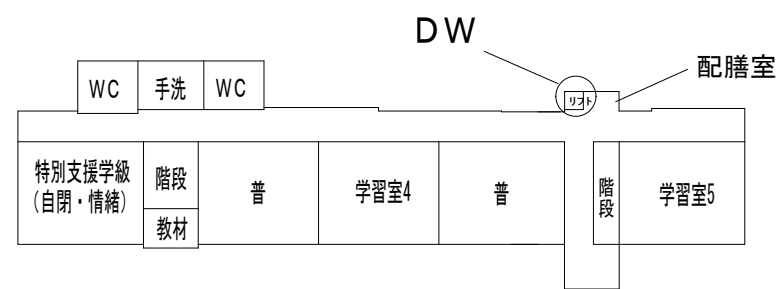 DW
配膳室
リフト
WC
手洗
WC
特別支援学級
(自閉・情緒)
階段
教材
普
学習室4
普
階段
学習室5